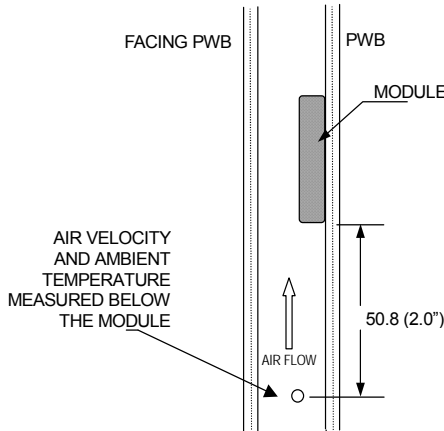 FACING PWB
PWB
MODULE
AIR VELOCITY
AND AMBIENT
TEMPERATURE
MEASURED BELOW
THE MODULE
50.8 (2.0”)
AIR FLOW